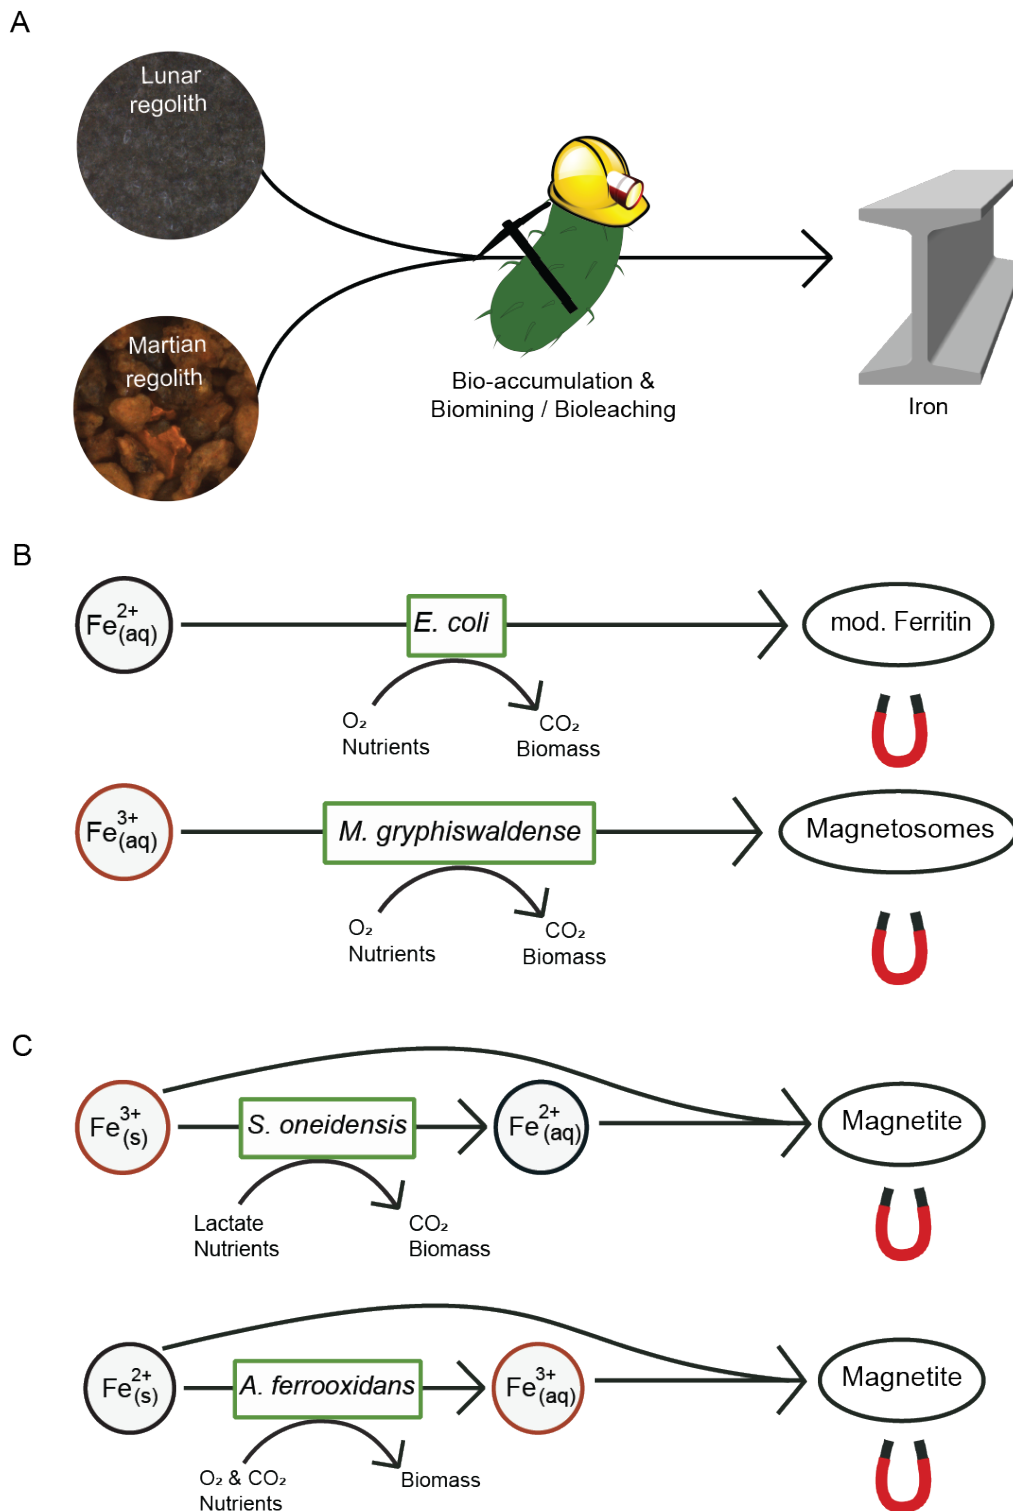 A
Lunar
regolith
Martian
regolith
Bio-accumulation &
Biomining / Bioleaching
Iron
B
Fe²⁺(aq)
E. coli
mod. Ferritin
O₂
Nutrients
CO₂
Biomass
Fe³⁺(aq)
M. gryphiswaldense
Magnetosomes
O₂
Nutrients
CO₂
Biomass
C
Fe³⁺(s)
S. oneidensis
Fe²⁺(aq)
Magnetite
Lactate
Nutrients
CO₂
Biomass
Fe²⁺(s)
A. ferrooxidans
Fe³⁺(aq)
Magnetite
O₂ & CO₂
Nutrients
Biomass